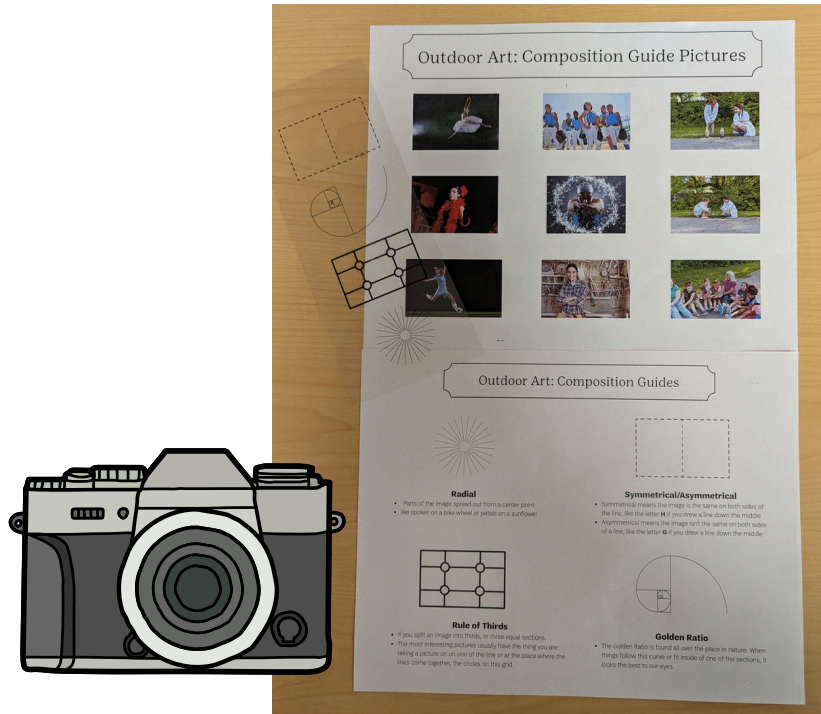 Outdoor Art: Composition Guide Pictures
Outdoor Art: Composition Guides
Radial
• Parts of the image spread out from a center point
• like spokes on a bike wheel or petals on a sunflower
Symmetrical/Asymmetrical
• Symmetrical means the image is the same on both sides of
the line, like the letter H if you drew a line down the middle
• Asymmetrical means the image isn't the same on both sides
of a line, like the letter G if you drew a line down the middle
Rule of Thirds
• If you split an image into thirds, or three equal sections.
• The most interesting pictures usually have the thing you are
taking a picture on on one of the line or at the place where the
lines come together, the circles on this grid.
Golden Ratio
• The Golden Ratio is found all over the place in nature. When
things follow this curve or fit inside of one of the sections, it
looks the best to our eyes.